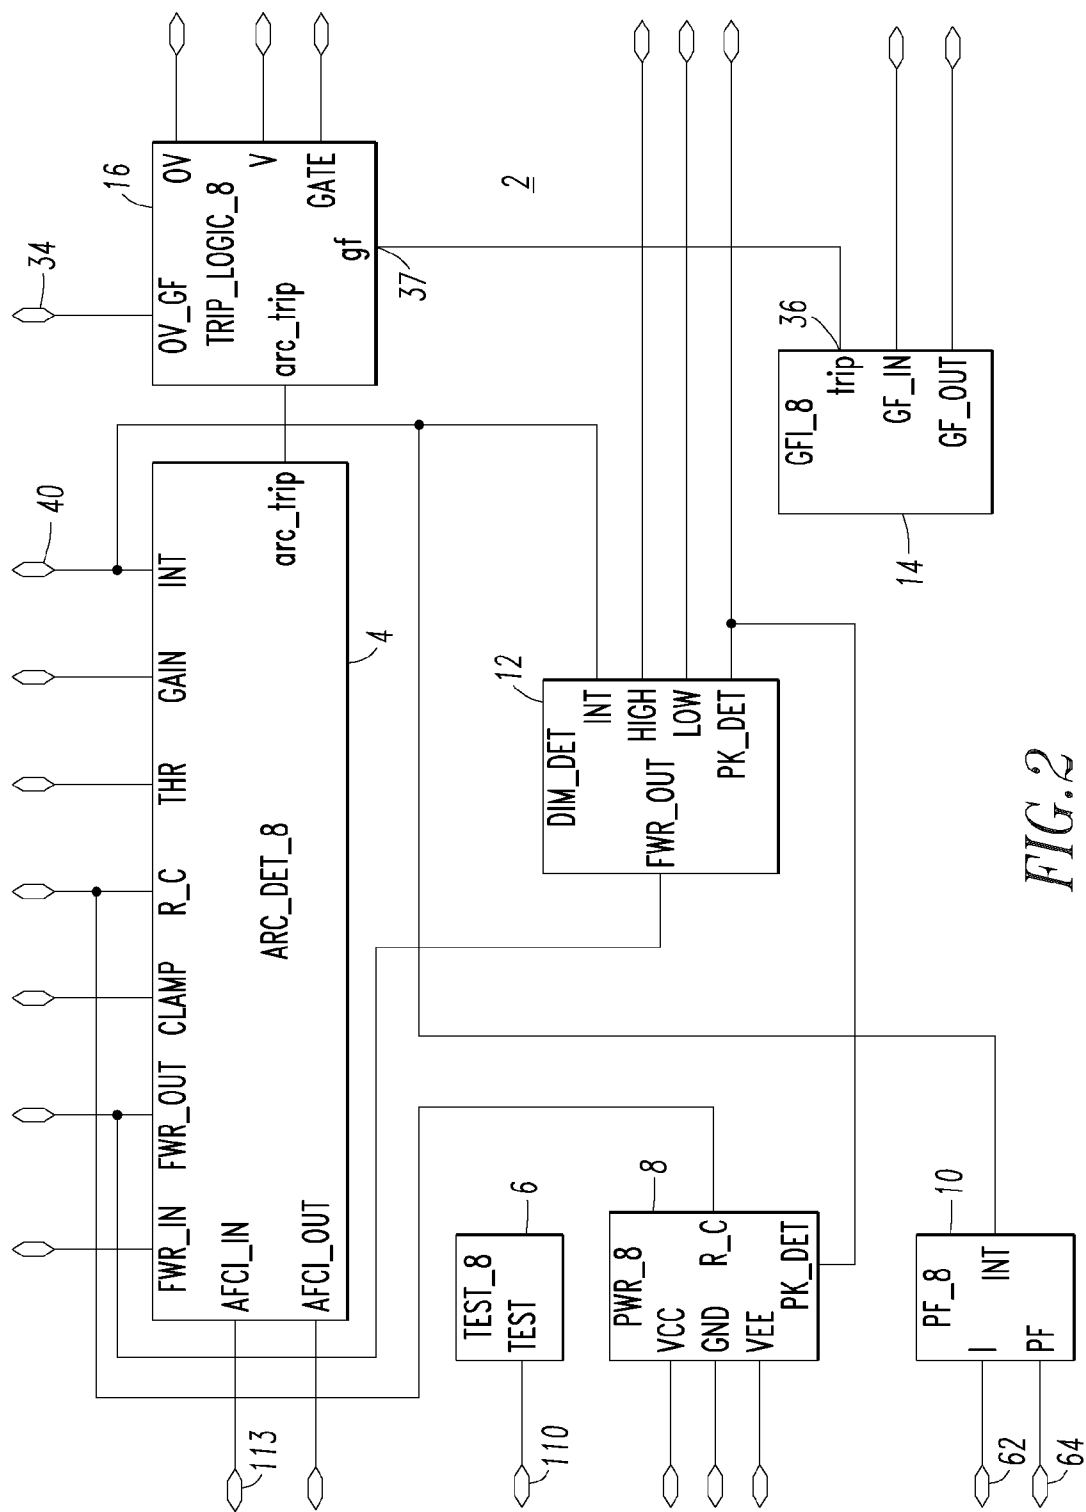 34
16
OV_GF
OV
TRIP_LOGIC_8
V
arc_trip
GATE
gf
37
2
40
FWR_IN
FWR_OUT
CLAMP
R_C
THR
GAIN
INT
AFCI_IN
ARC_DET_8
arc_trip
AFCI_OUT
4
113
6
TEST_8
TEST
110
12
DIM_DET
INT
HIGH
FWR_OUT
LOW
PK_DET
8
PWR_8
VCC
R_C
GND
VEE
PK_DET
36
GFI_8
trip
GF_IN
GF_OUT
14
10
PF_8
I
INT
PF
62
64
FIG.2